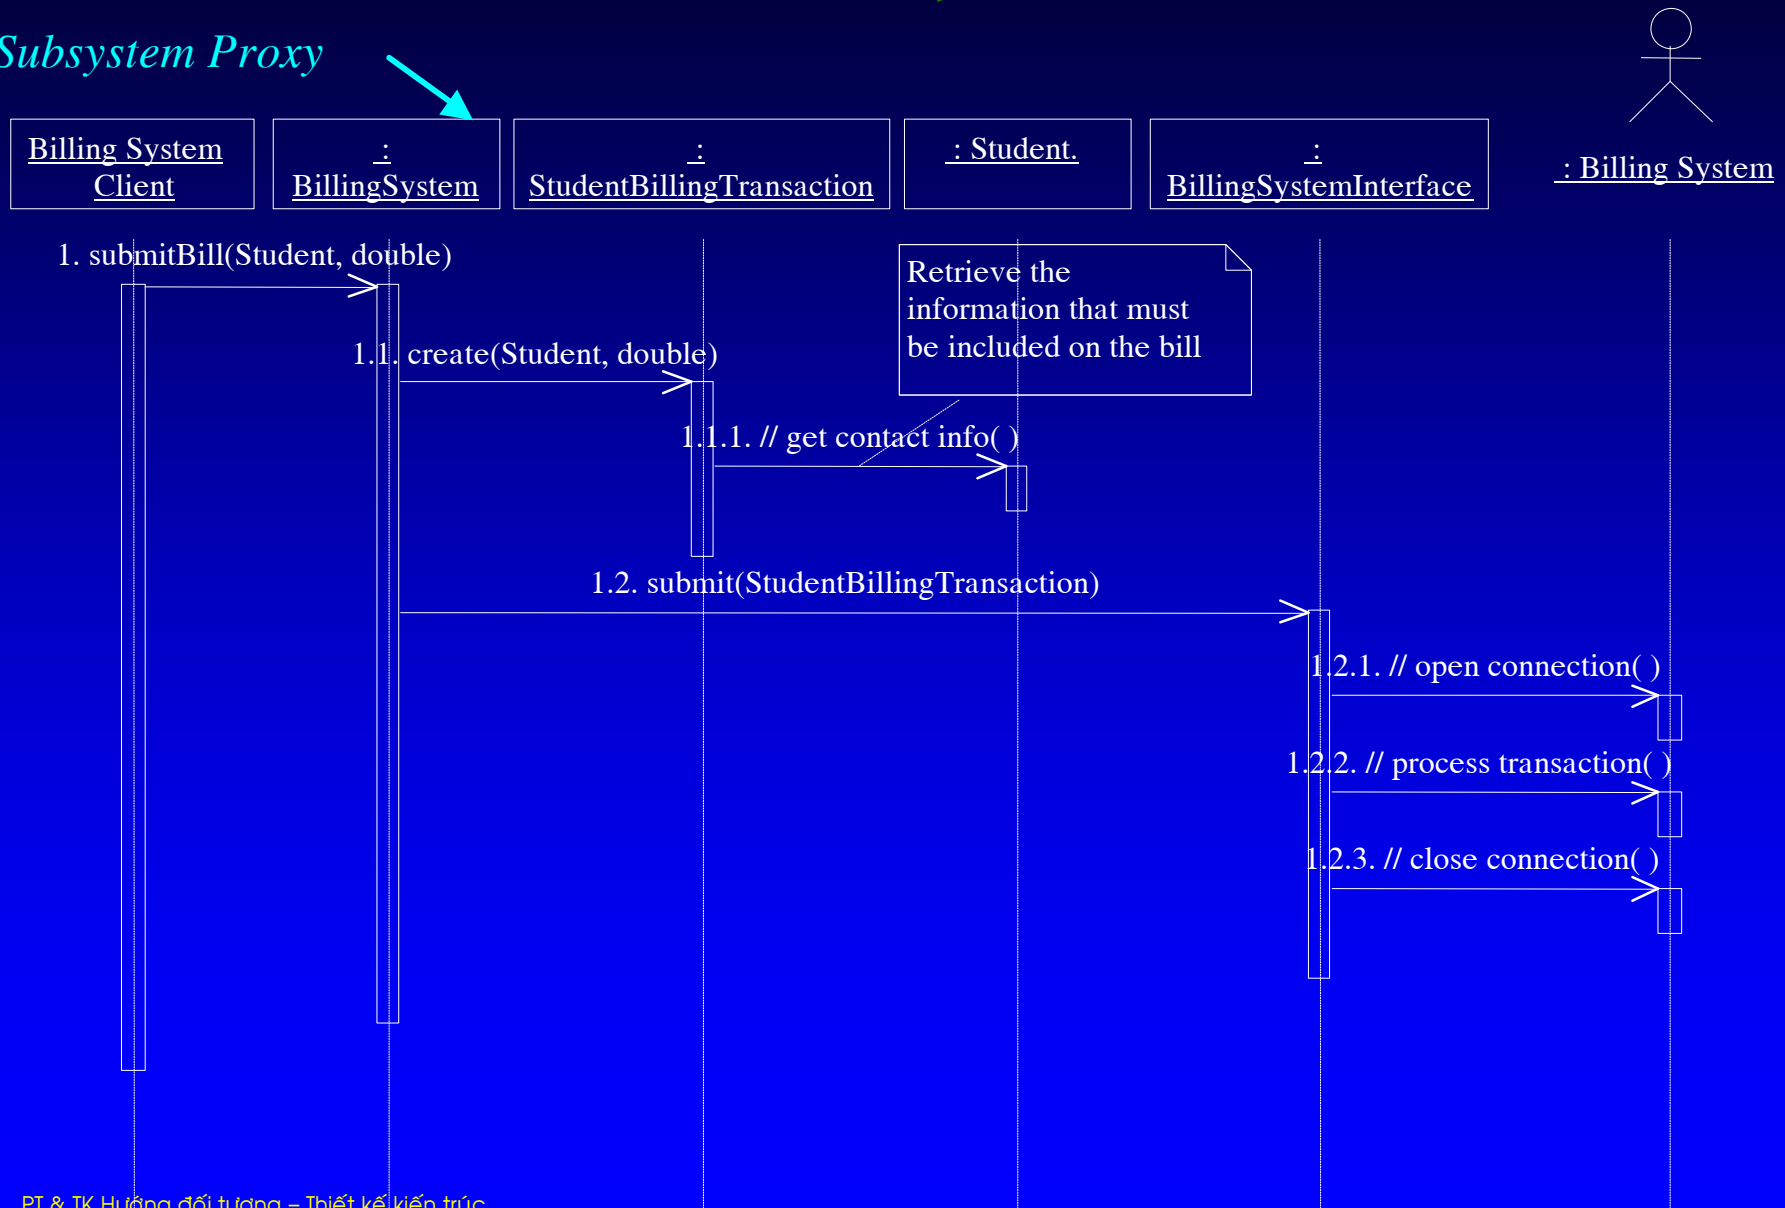 Subsystem Proxy
Billing System
Client
:
BillingSystem
:
StudentBillingTransaction
: Student.
:
BillingSystemInterface
: Billing System
1. submitBill(Student, double)
Retrieve the
information that must
be included on the bill
1.1. create(Student, double)
1.1.1. // get contact info( )
1.2. submit(StudentBillingTransaction)
1.2.1. // open connection( )
1.2.2. // process transaction( )
1.2.3. // close connection( )
PT & TK Hướng đối tượng – Thiết kế kiến trúc